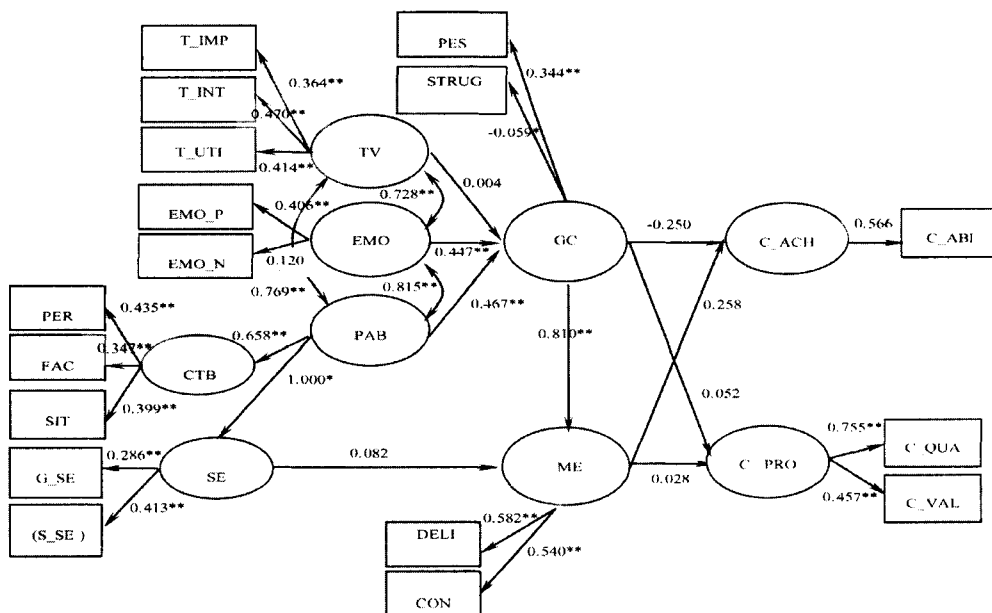 T_IMP
PES
0.364**
0.344**
T_INT
STRUG
0.470**
-0.059*
T_UTI
TV
0.414**
0.004
0.728**
EMO_P
0.406**
EMO
GC
-0.250
C_ACH
0.566
C_ABI
EMO_N
0.120
0.447**
0.769**
0.815**
0.258
PER
0.435**
0.467**
PAB
0.658**
0.810**
FAC
0.347**
CTB
1.000*
SIT
0.399**
0.052
0.755**
C_QUA
G_SE
0.286**
SE
0.082
ME
0.028
C_PRO
C_VAL
0.457**
(S_SE )
0.413**
DELI
0.582**
0.540**
CON